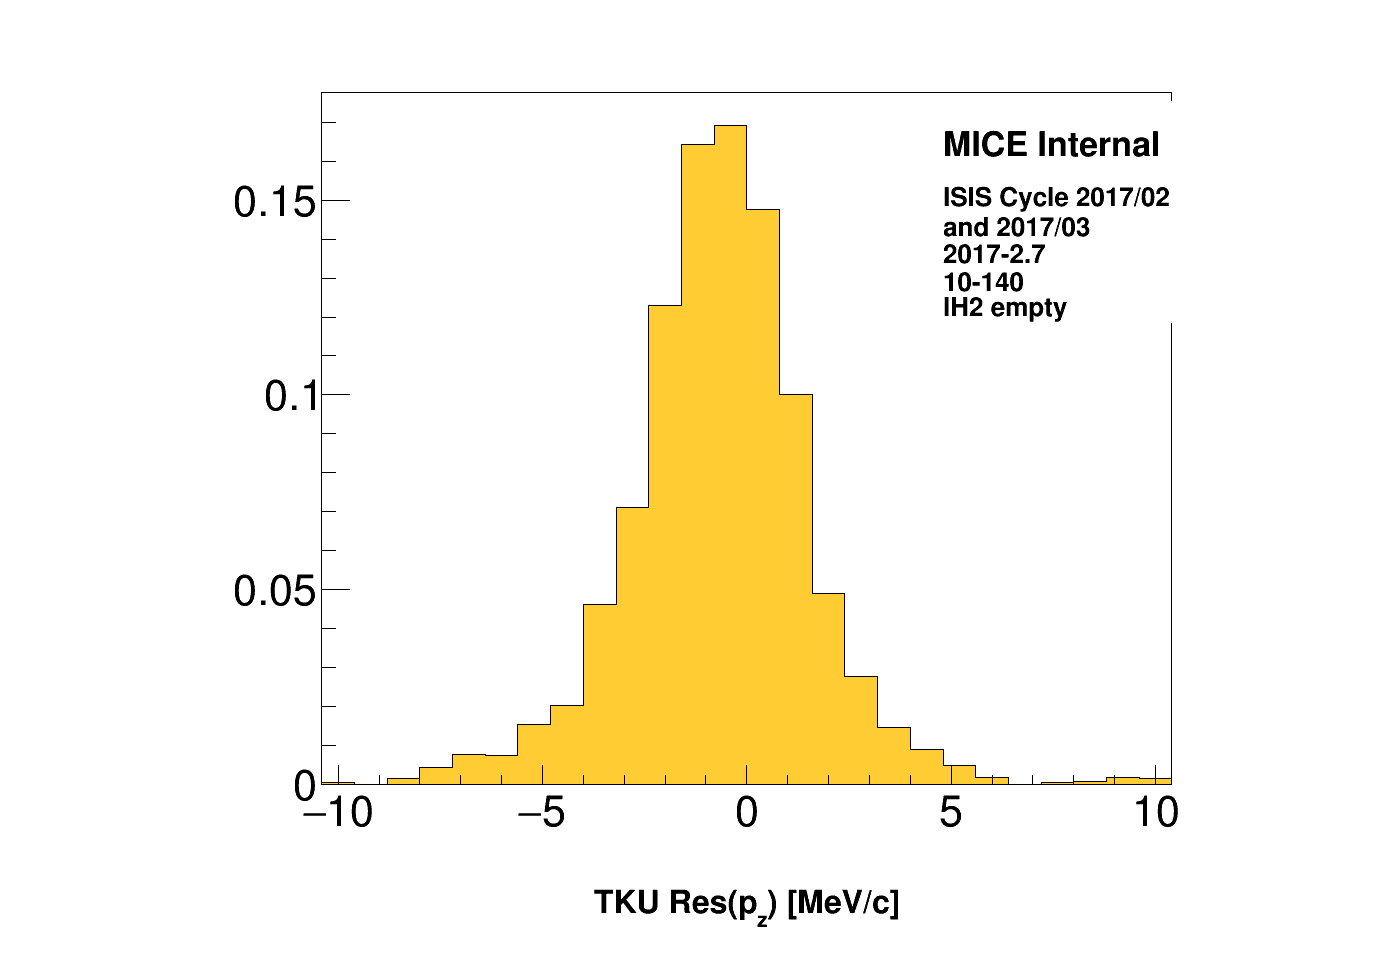 MICE Internal
ISIS Cycle 2017/02
and 2017/03
2017-2.7
10-140
lH2 empty
0.15
0.1
0.05
0
−10 −5 0 5 10
TKU Res(pz) [MeV/c]